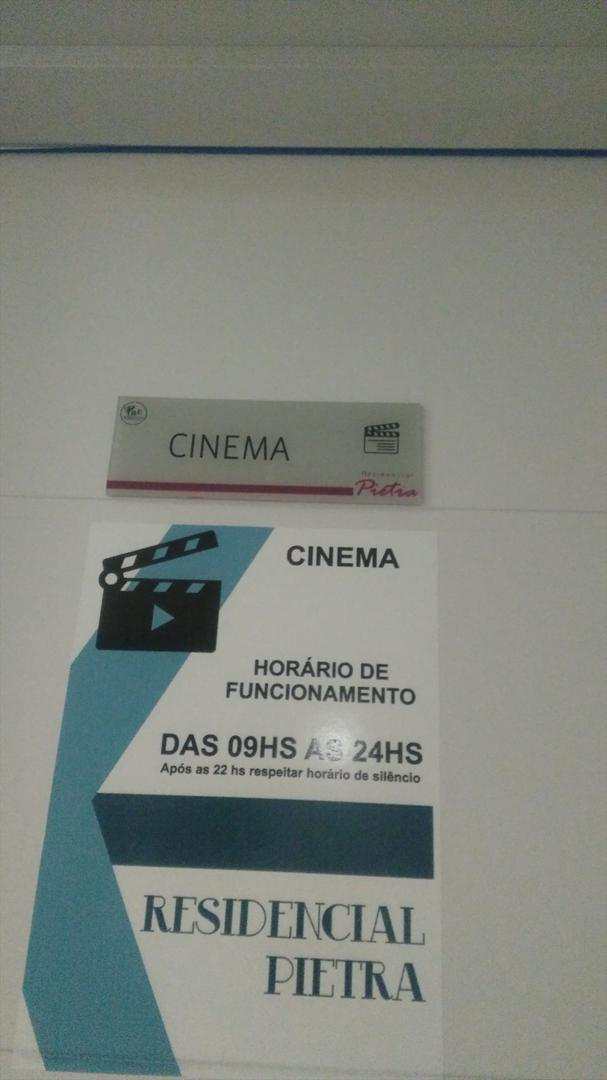 CINEMA
Residencial
Pietra
CINEMA
HORÁRIO DE
FUNCIONAMENTO
DAS 09HS AS 24HS
Após as 22 hs respeitar horário de silêncio
RESIDENCIAL
PIETRA